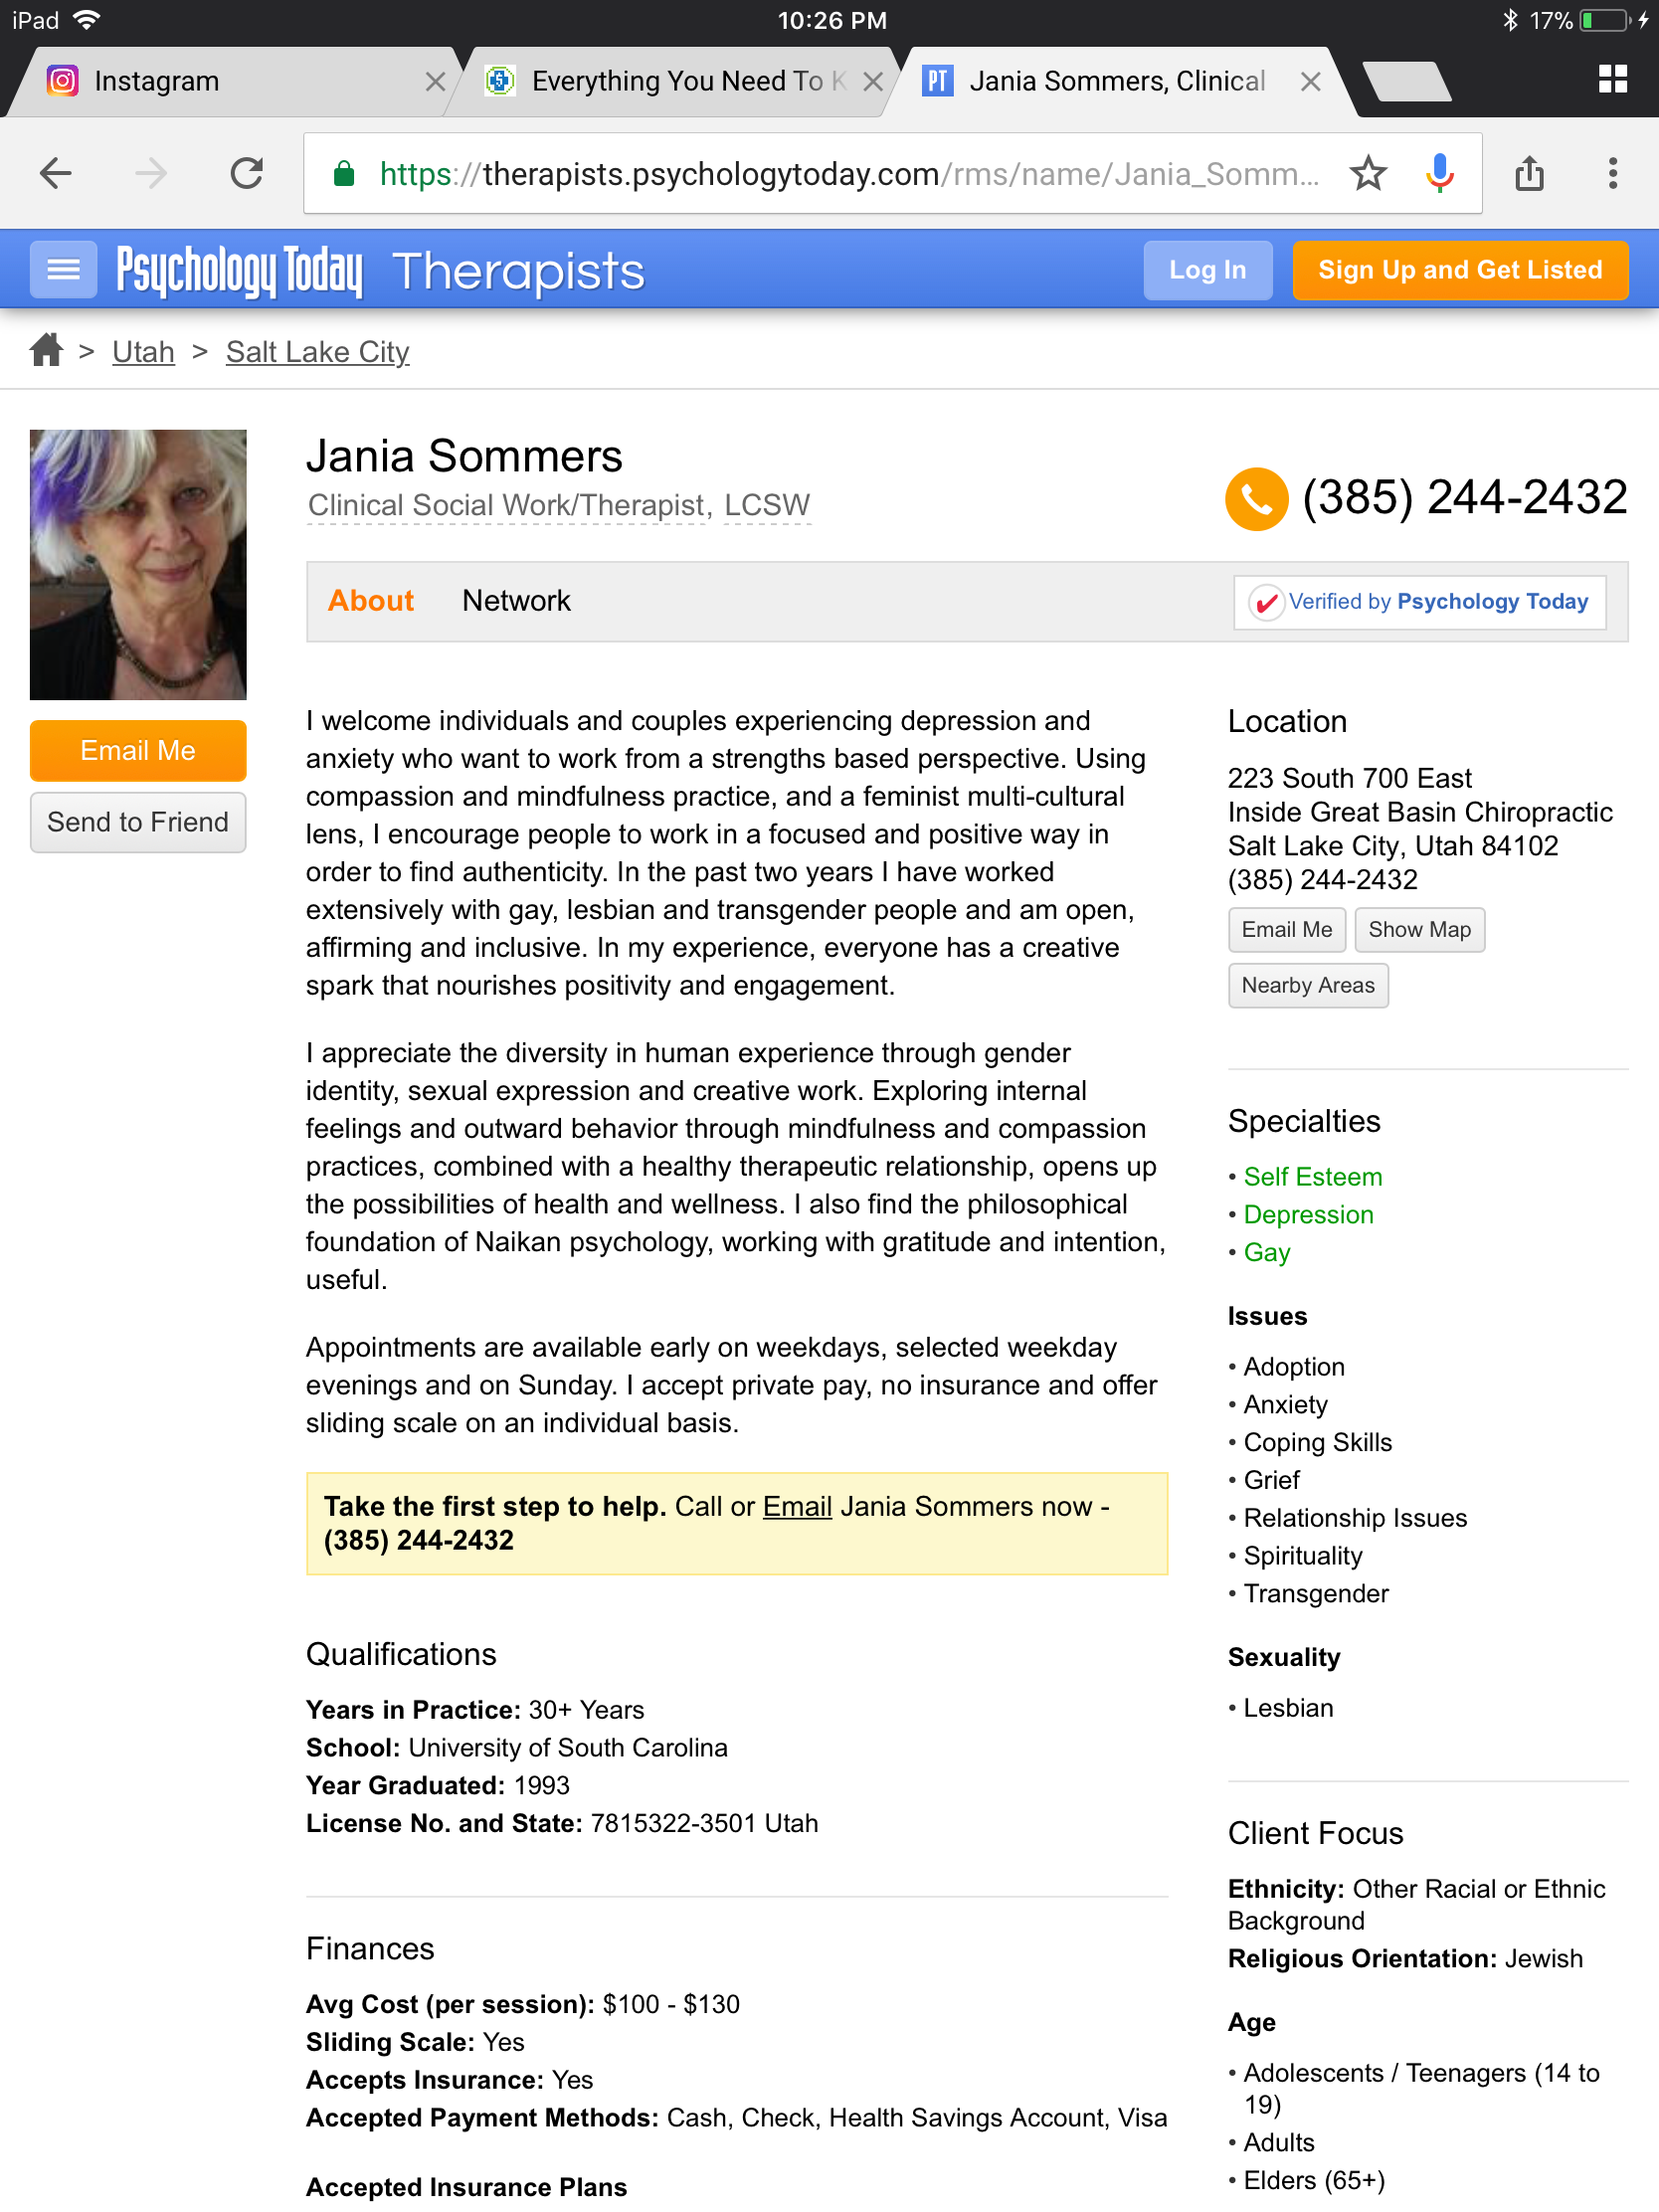 iPad
10:26 PM
17%
Instagram
Everything You Need To K
Jania Sommers, Clinical
https://therapists.psychologytoday.com/rms/name/Jania_Somm...
Psychology Today Therapists
Log In
Sign Up and Get Listed
> Utah > Salt Lake City
Jania Sommers
Clinical Social Work/Therapist, LCSW
(385) 244-2432
About
Network
Verified by Psychology Today
Email Me
Send to Friend
I welcome individuals and couples experiencing depression and
anxiety who want to work from a strengths based perspective. Using
compassion and mindfulness practice, and a feminist multi-cultural
lens, I encourage people to work in a focused and positive way in
order to find authenticity. In the past two years I have worked
extensively with gay, lesbian and transgender people and am open,
affirming and inclusive. In my experience, everyone has a creative
spark that nourishes positivity and engagement.
I appreciate the diversity in human experience through gender
identity, sexual expression and creative work. Exploring internal
feelings and outward behavior through mindfulness and compassion
practices, combined with a healthy therapeutic relationship, opens up
the possibilities of health and wellness. I also find the philosophical
foundation of Naikan psychology, working with gratitude and intention,
useful.
Appointments are available early on weekdays, selected weekday
evenings and on Sunday. I accept private pay, no insurance and offer
sliding scale on an individual basis.
Take the first step to help. Call or Email Jania Sommers now -
(385) 244-2432
Qualifications
Years in Practice: 30+ Years
School: University of South Carolina
Year Graduated: 1993
License No. and State: 7815322-3501 Utah
Finances
Avg Cost (per session): $100 - $130
Sliding Scale: Yes
Accepts Insurance: Yes
Accepted Payment Methods: Cash, Check, Health Savings Account, Visa
Accepted Insurance Plans
Location
223 South 700 East
Inside Great Basin Chiropractic
Salt Lake City, Utah 84102
(385) 244-2432
Email Me
Show Map
Nearby Areas
Specialties
• Self Esteem
• Depression
• Gay
Issues
• Adoption
• Anxiety
• Coping Skills
• Grief
• Relationship Issues
• Spirituality
• Transgender
Sexuality
• Lesbian
Client Focus
Ethnicity: Other Racial or Ethnic
Background
Religious Orientation: Jewish
Age
• Adolescents / Teenagers (14 to
19)
• Adults
• Elders (65+)